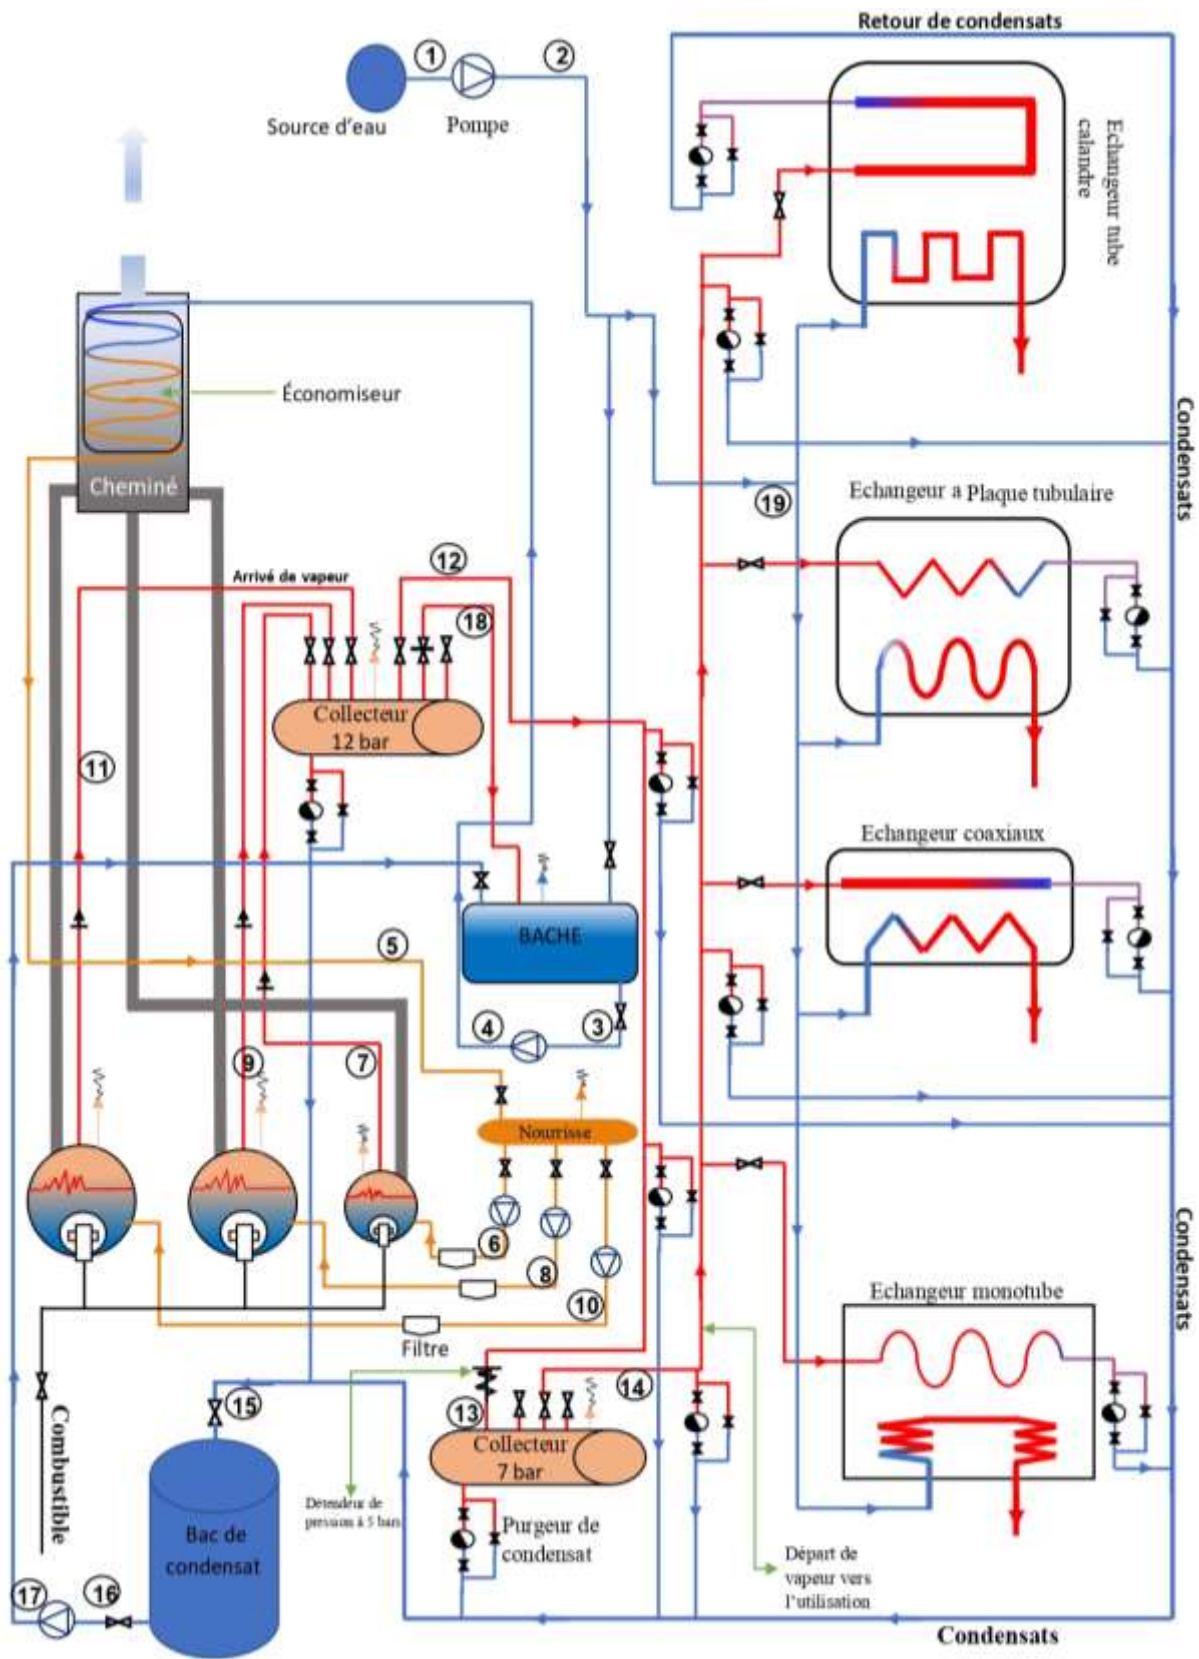 Retour de condensats
1
2
Source d'eau
Pompe
Echangeur tube
calandre
Économiseur
Cheminé
Condensats
Echangeur a Plaque tubulaire
19
12
Arrivé de vapeur
18
Collecteur
12 bar
11
Echangeur coaxiaux
BACHE
5
4
3
9
7
Nourrisse
6
8
10
Condensats
Echangeur monotube
Filtre
14
15
13
Combustible
Collecteur
7 bar
Détendeur de
pression à 5 bars
Purgeur de
condensat
Bac de
condensat
Départ de
vapeur vers
l'utilisation
17
16
Condensats